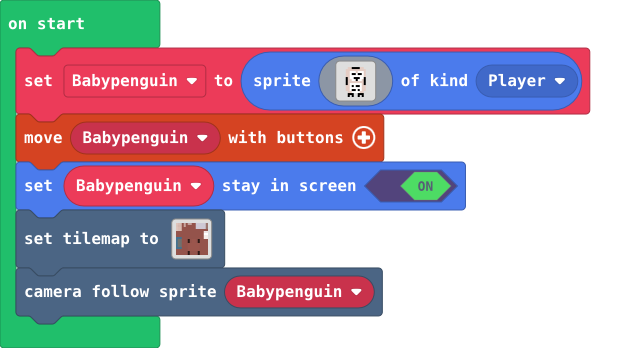 on start
set Babypenguin to sprite of kind Player
move Babypenguin with buttons
set Babypenguin stay in screen ON
set tilemap to
camera follow sprite Babypenguin